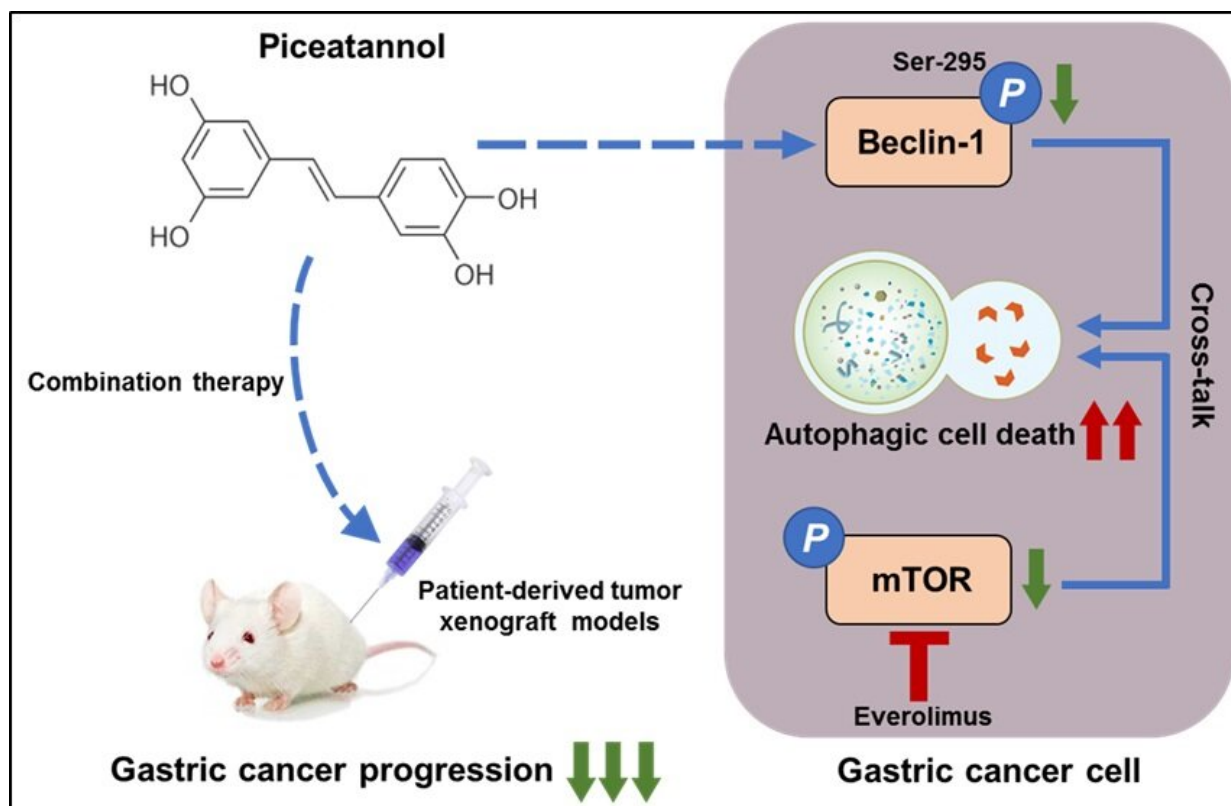 Piceatannol
HO
HO
OH
OH
Combination therapy
Patient-derived tumor
xenograft models
Gastric cancer progression
Ser-295
P
Beclin-1
Autophagic cell death
Cross-talk
P
mTOR
Everolimus
Gastric cancer cell